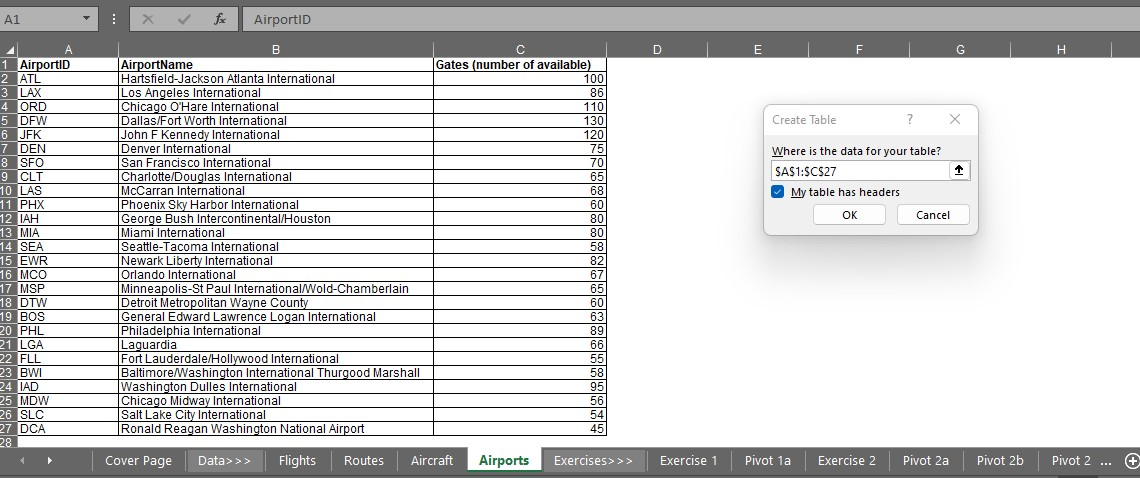 A1 fx AirportID
A B C D E F G H
1 AirportID AirportName Gates (number of available)
2 ATL Hartsfield-Jackson Atlanta International 100
3 LAX Los Angeles International 86
4 ORD Chicago O'Hare International 110
5 DFW Dallas/Fort Worth International 130
6 JFK John F Kennedy International 120
7 DEN Denver International 75
8 SFO San Francisco International 70
9 CLT Charlotte/Douglas International 65
10 LAS McCarran International 68
11 PHX Phoenix Sky Harbor International 60
12 IAH George Bush Intercontinental/Houston 80
13 MIA Miami International 80
14 SEA Seattle-Tacoma International 58
15 EWR Newark Liberty International 82
16 MCO Orlando International 67
17 MSP Minneapolis-St Paul International/Wold-Chamberlain 65
18 DTW Detroit Metropolitan Wayne County 60
19 BOS General Edward Lawrence Logan International 63
20 PHL Philadelphia International 89
21 LGA Laguardia 66
22 FLL Fort Lauderdale/Hollywood International 55
23 BWI Baltimore/Washington International Thurgood Marshall 58
24 IAD Washington Dulles International 95
25 MDW Chicago Midway International 56
26 SLC Salt Lake City International 54
27 DCA Ronald Reagan Washington National Airport 45
28
Create Table ?
Where is the data for your table?
$A$1:$C$27
My table has headers
OK Cancel
Cover Page Data>>> Flights Routes Aircraft Airports Exercises>>> Exercise 1 Pivot 1a Exercise 2 Pivot 2a Pivot 2b Pivot 2 ...